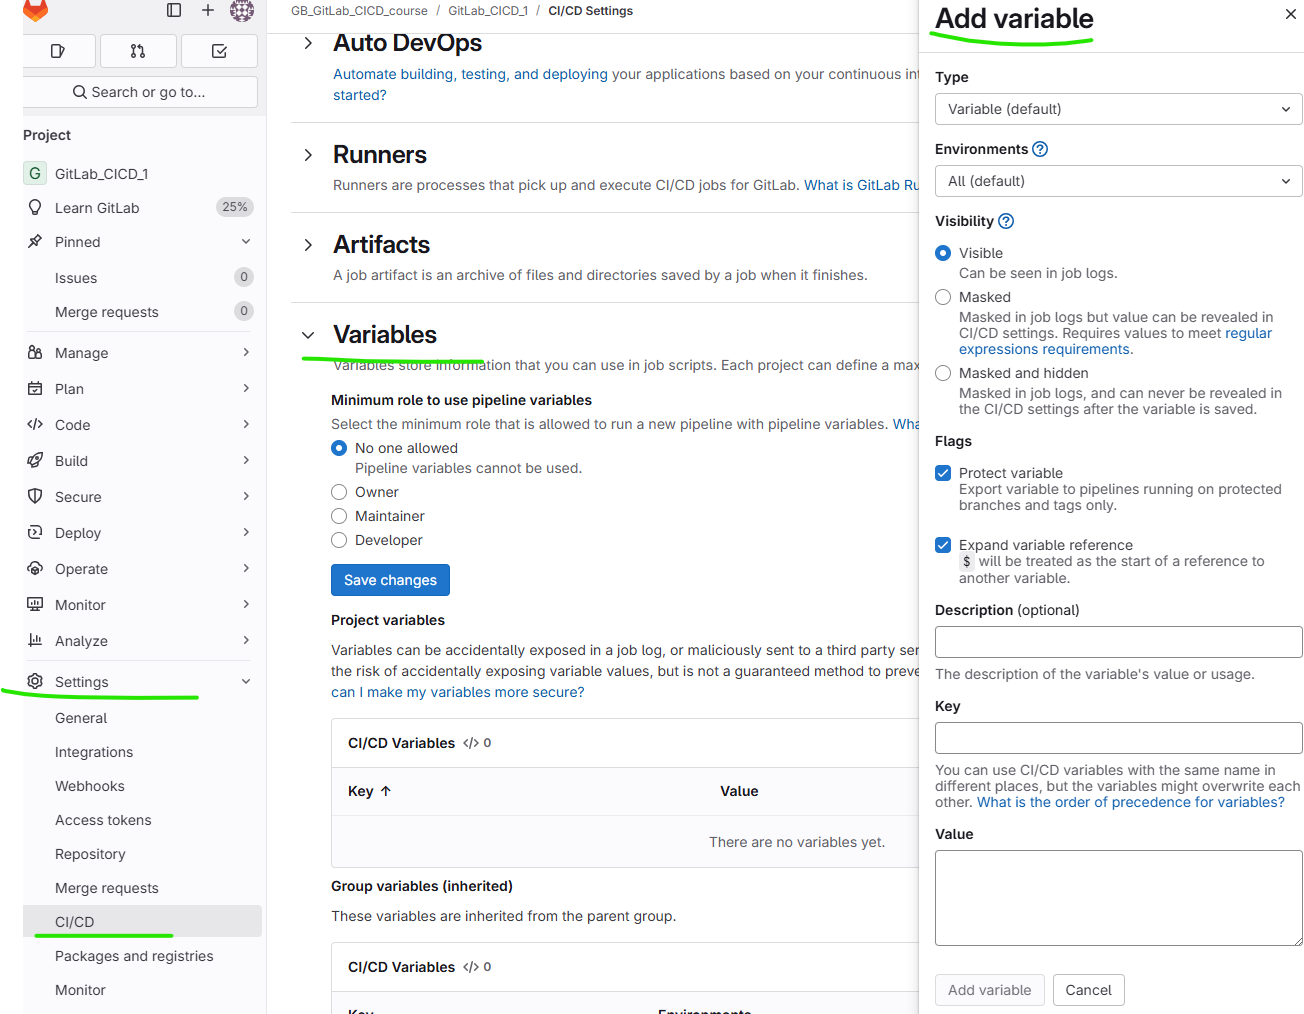 Search or go to...
Project
G GitLab_CICD_1
Learn GitLab 25%
Pinned
Issues 0
Merge requests 0
Manage
Plan
Code
Build
Secure
Deploy
Operate
Monitor
Analyze
Settings
General
Integrations
Webhooks
Access tokens
Repository
Merge requests
CI/CD
Packages and registries
Monitor
GB_GitLab_CICD_course / GitLab_CICD_1 / CI/CD Settings
Auto DevOps
Automate building, testing, and deploying your applications based on your continuous
started?
Runners
Runners are processes that pick up and execute CI/CD jobs for GitLab. What is GitLab
Artifacts
A job artifact is an archive of files and directories saved by a job when it finishes.
Variables
Variables store information that you can use in job scripts. Each project can define a
Minimum role to use pipeline variables
Select the minimum role that is allowed to run a new pipeline with pipeline variables.
No one allowed
Pipeline variables cannot be used.
Owner
Maintainer
Developer
Save changes
Project variables
Variables can be accidentally exposed in a job log, or maliciously sent to a third party
the risk of accidentally exposing variable values, but is not a guaranteed method to
can I make my variables more secure?
CI/CD Variables </> 0
Key ↑ Value
There are no variables yet.
Group variables (inherited)
These variables are inherited from the parent group.
CI/CD Variables </> 0
Key Environments
Add variable
Type
Variable (default)
Environments
All (default)
Visibility
Visible
Can be seen in job logs.
Masked
Masked in job logs but value can be revealed in
CI/CD settings. Requires values to meet regular
expressions requirements.
Masked and hidden
Masked in job logs, and can never be revealed in
the CI/CD settings after the variable is saved.
Flags
Protect variable
Export variable to pipelines running on protected
branches and tags only.
Expand variable reference
$ will be treated as the start of a reference to
another variable.
Description (optional)
The description of the variable's value or usage.
Key
You can use CI/CD variables with the same name in
different places, but the variables might overwrite each
other. What is the order of precedence for variables?
Value
Add variable Cancel